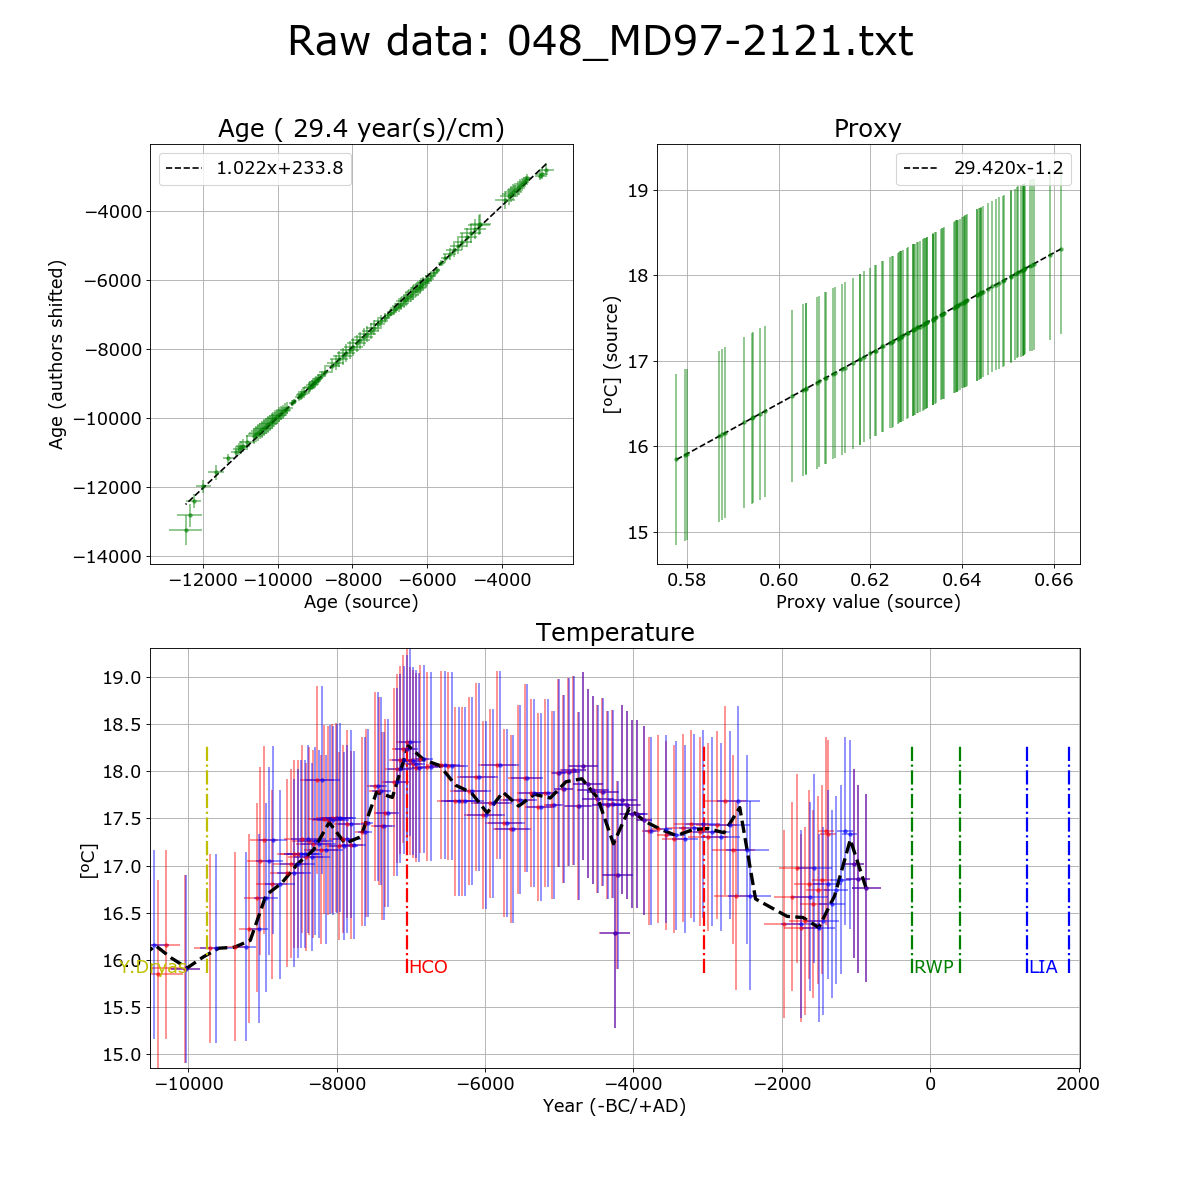 Raw data: 048_MD97-2121.txt
Age ( 29.4 year(s)/cm)
1.022x+233.8
−4000
−6000
−8000
−10000
−12000
−14000
Age (authors shifted)
−12000 −10000 −8000 −6000 −4000
Age (source)
Proxy
29.420x-1.2
19
18
17
16
15
[ºC] (source)
0.58 0.60 0.62 0.64 0.66
Proxy value (source)
Temperature
19.0
18.5
18.0
17.5
17.0
16.5
16.0
15.5
15.0
[ºC]
Y.Dryas
HCO
RWP
LIA
−10000 −8000 −6000 −4000 −2000 0 2000
Year (-BC/+AD)